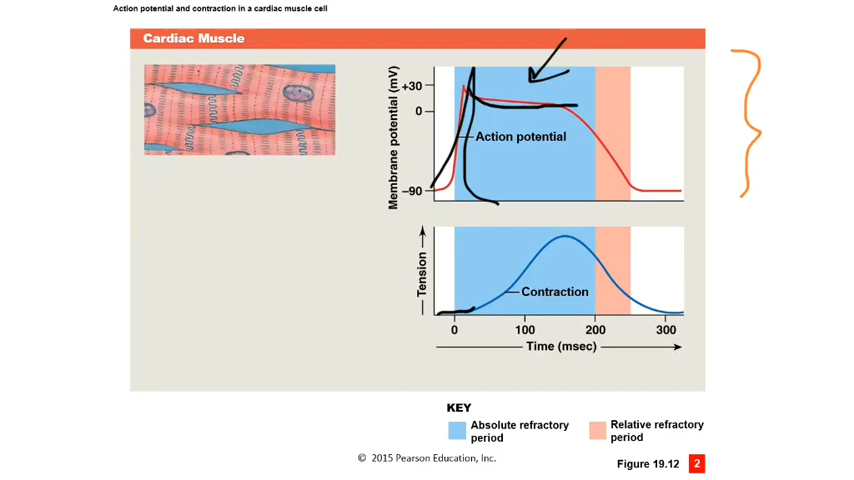 Action potential and contraction in a cardiac muscle cell
Cardiac Muscle
Membrane potential (mV)
+30
0
–90
Action potential
Tension
Contraction
0 100 200 300
Time (msec)
KEY
Absolute refractory
period
Relative refractory
period
© 2015 Pearson Education, Inc.
Figure 19.12 2